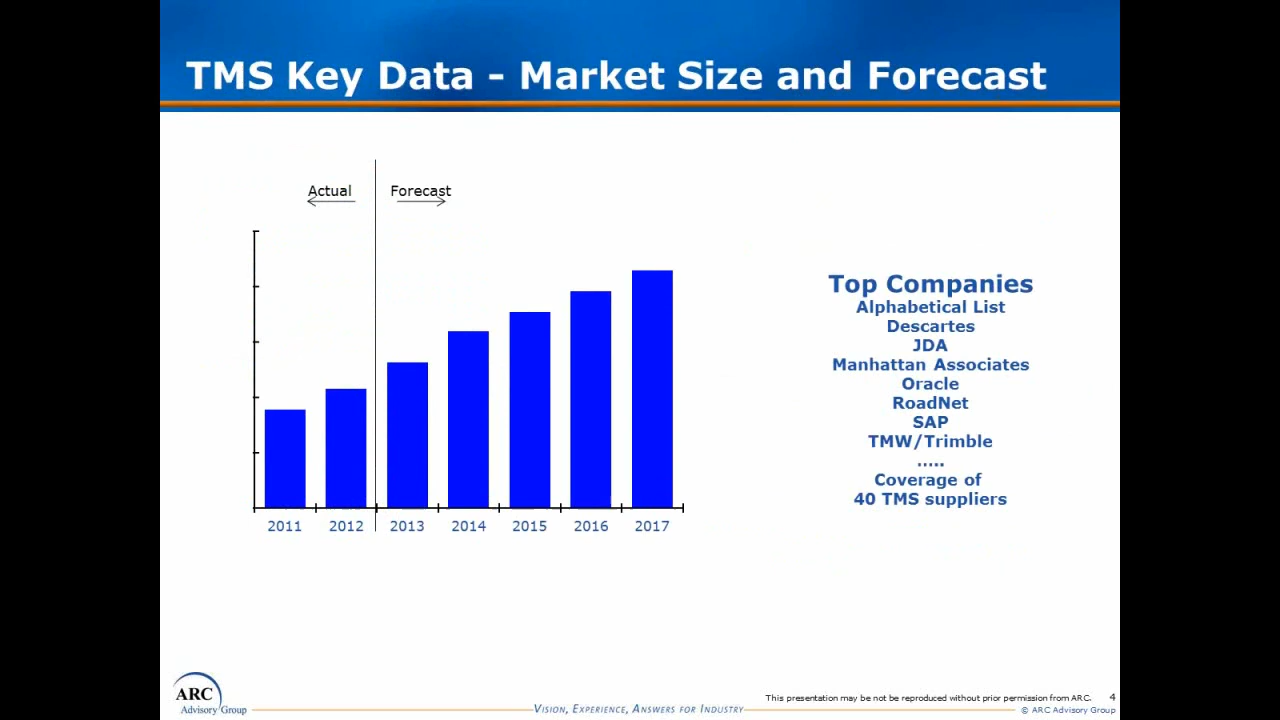 TMS Key Data - Market Size and Forecast
Actual
Forecast
2011
2012
2013
2014
2015
2016
2017
Top Companies
Alphabetical List
Descartes
JDA
Manhattan Associates
Oracle
RoadNet
SAP
TMW/Trimble
.....
Coverage of
40 TMS suppliers
ARC
Advisory Group
VISION, EXPERIENCE, ANSWERS FOR INDUSTRY
This presentation may be not be reproduced without prior permission from ARC.
4
© ARC Advisory Group